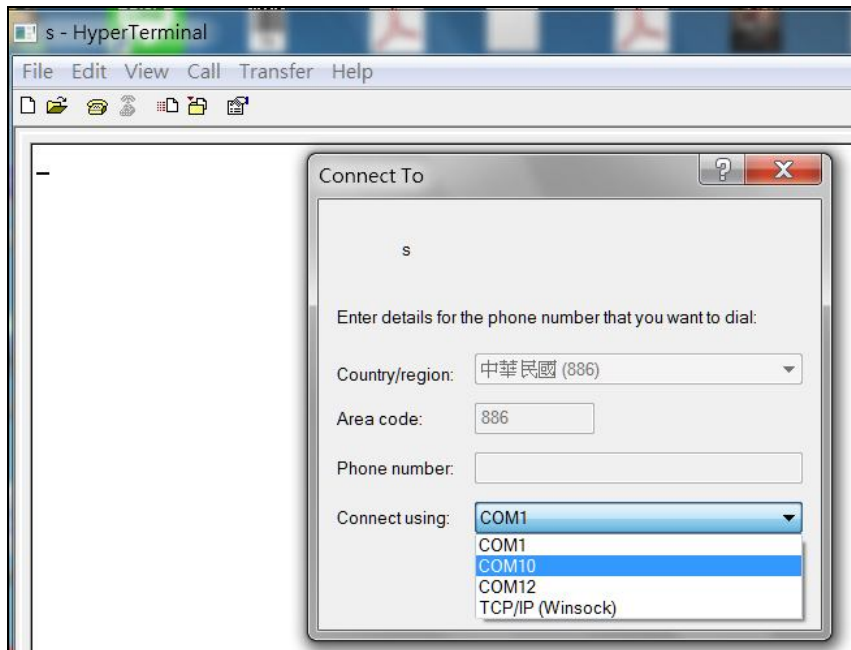 s - HyperTerminal
File Edit View Call Transfer Help
Connect To
s
Enter details for the phone number that you want to dial:
Country/region: 中華民國 (886)
Area code: 886
Phone number:
Connect using: COM1
COM1
COM10
COM12
TCP/IP (Winsock)